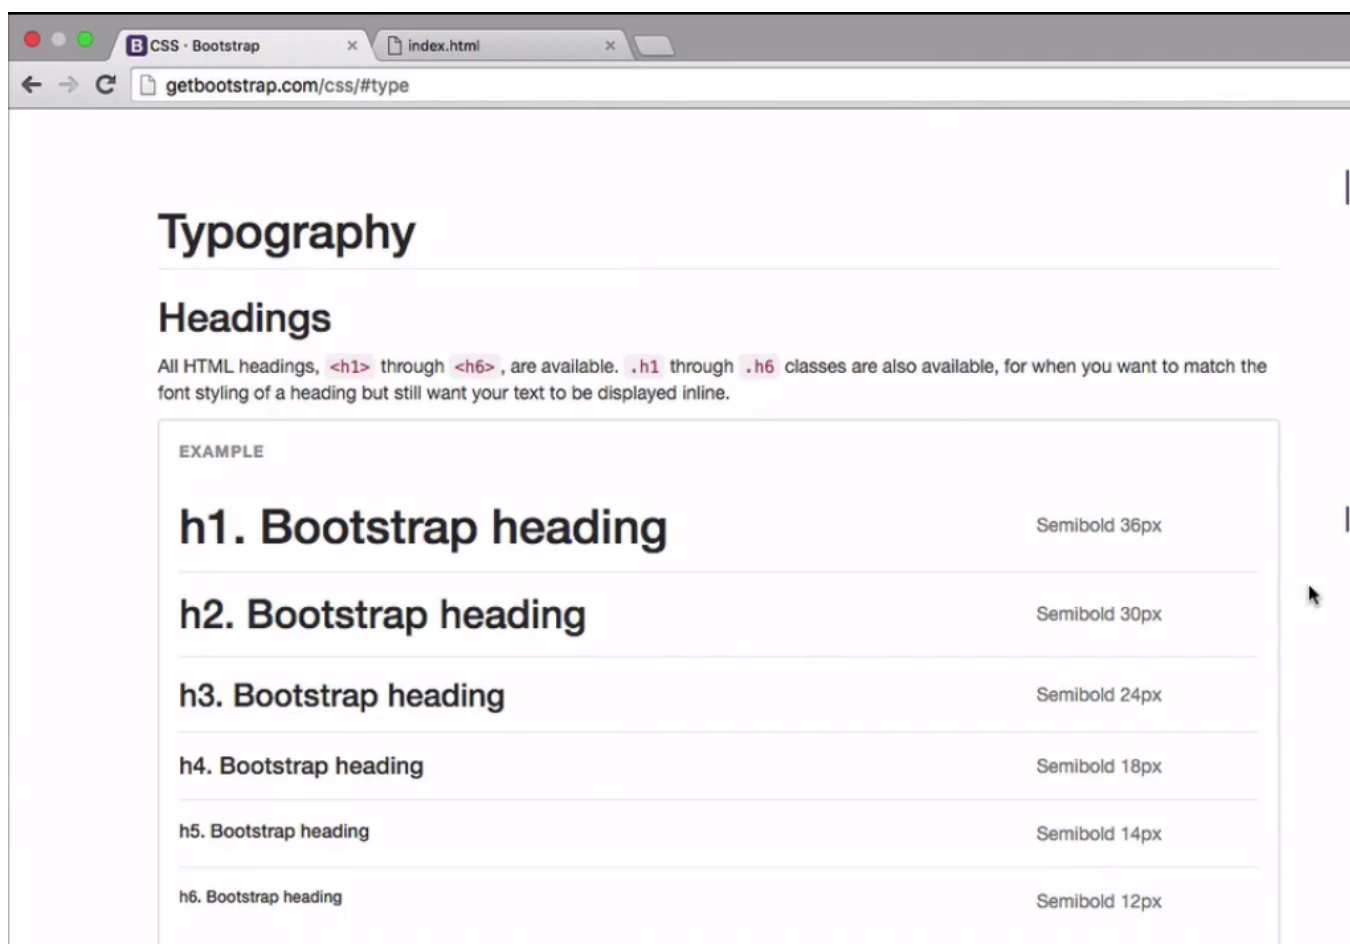 CSS · Bootstrap
index.html
getbootstrap.com/css/#type
Typography
Headings
All HTML headings, <h1> through <h6> , are available. .h1 through .h6 classes are also available, for when you want to match the
font styling of a heading but still want your text to be displayed inline.
EXAMPLE
h1. Bootstrap heading Semibold 36px
h2. Bootstrap heading Semibold 30px
h3. Bootstrap heading Semibold 24px
h4. Bootstrap heading Semibold 18px
h5. Bootstrap heading Semibold 14px
h6. Bootstrap heading Semibold 12px